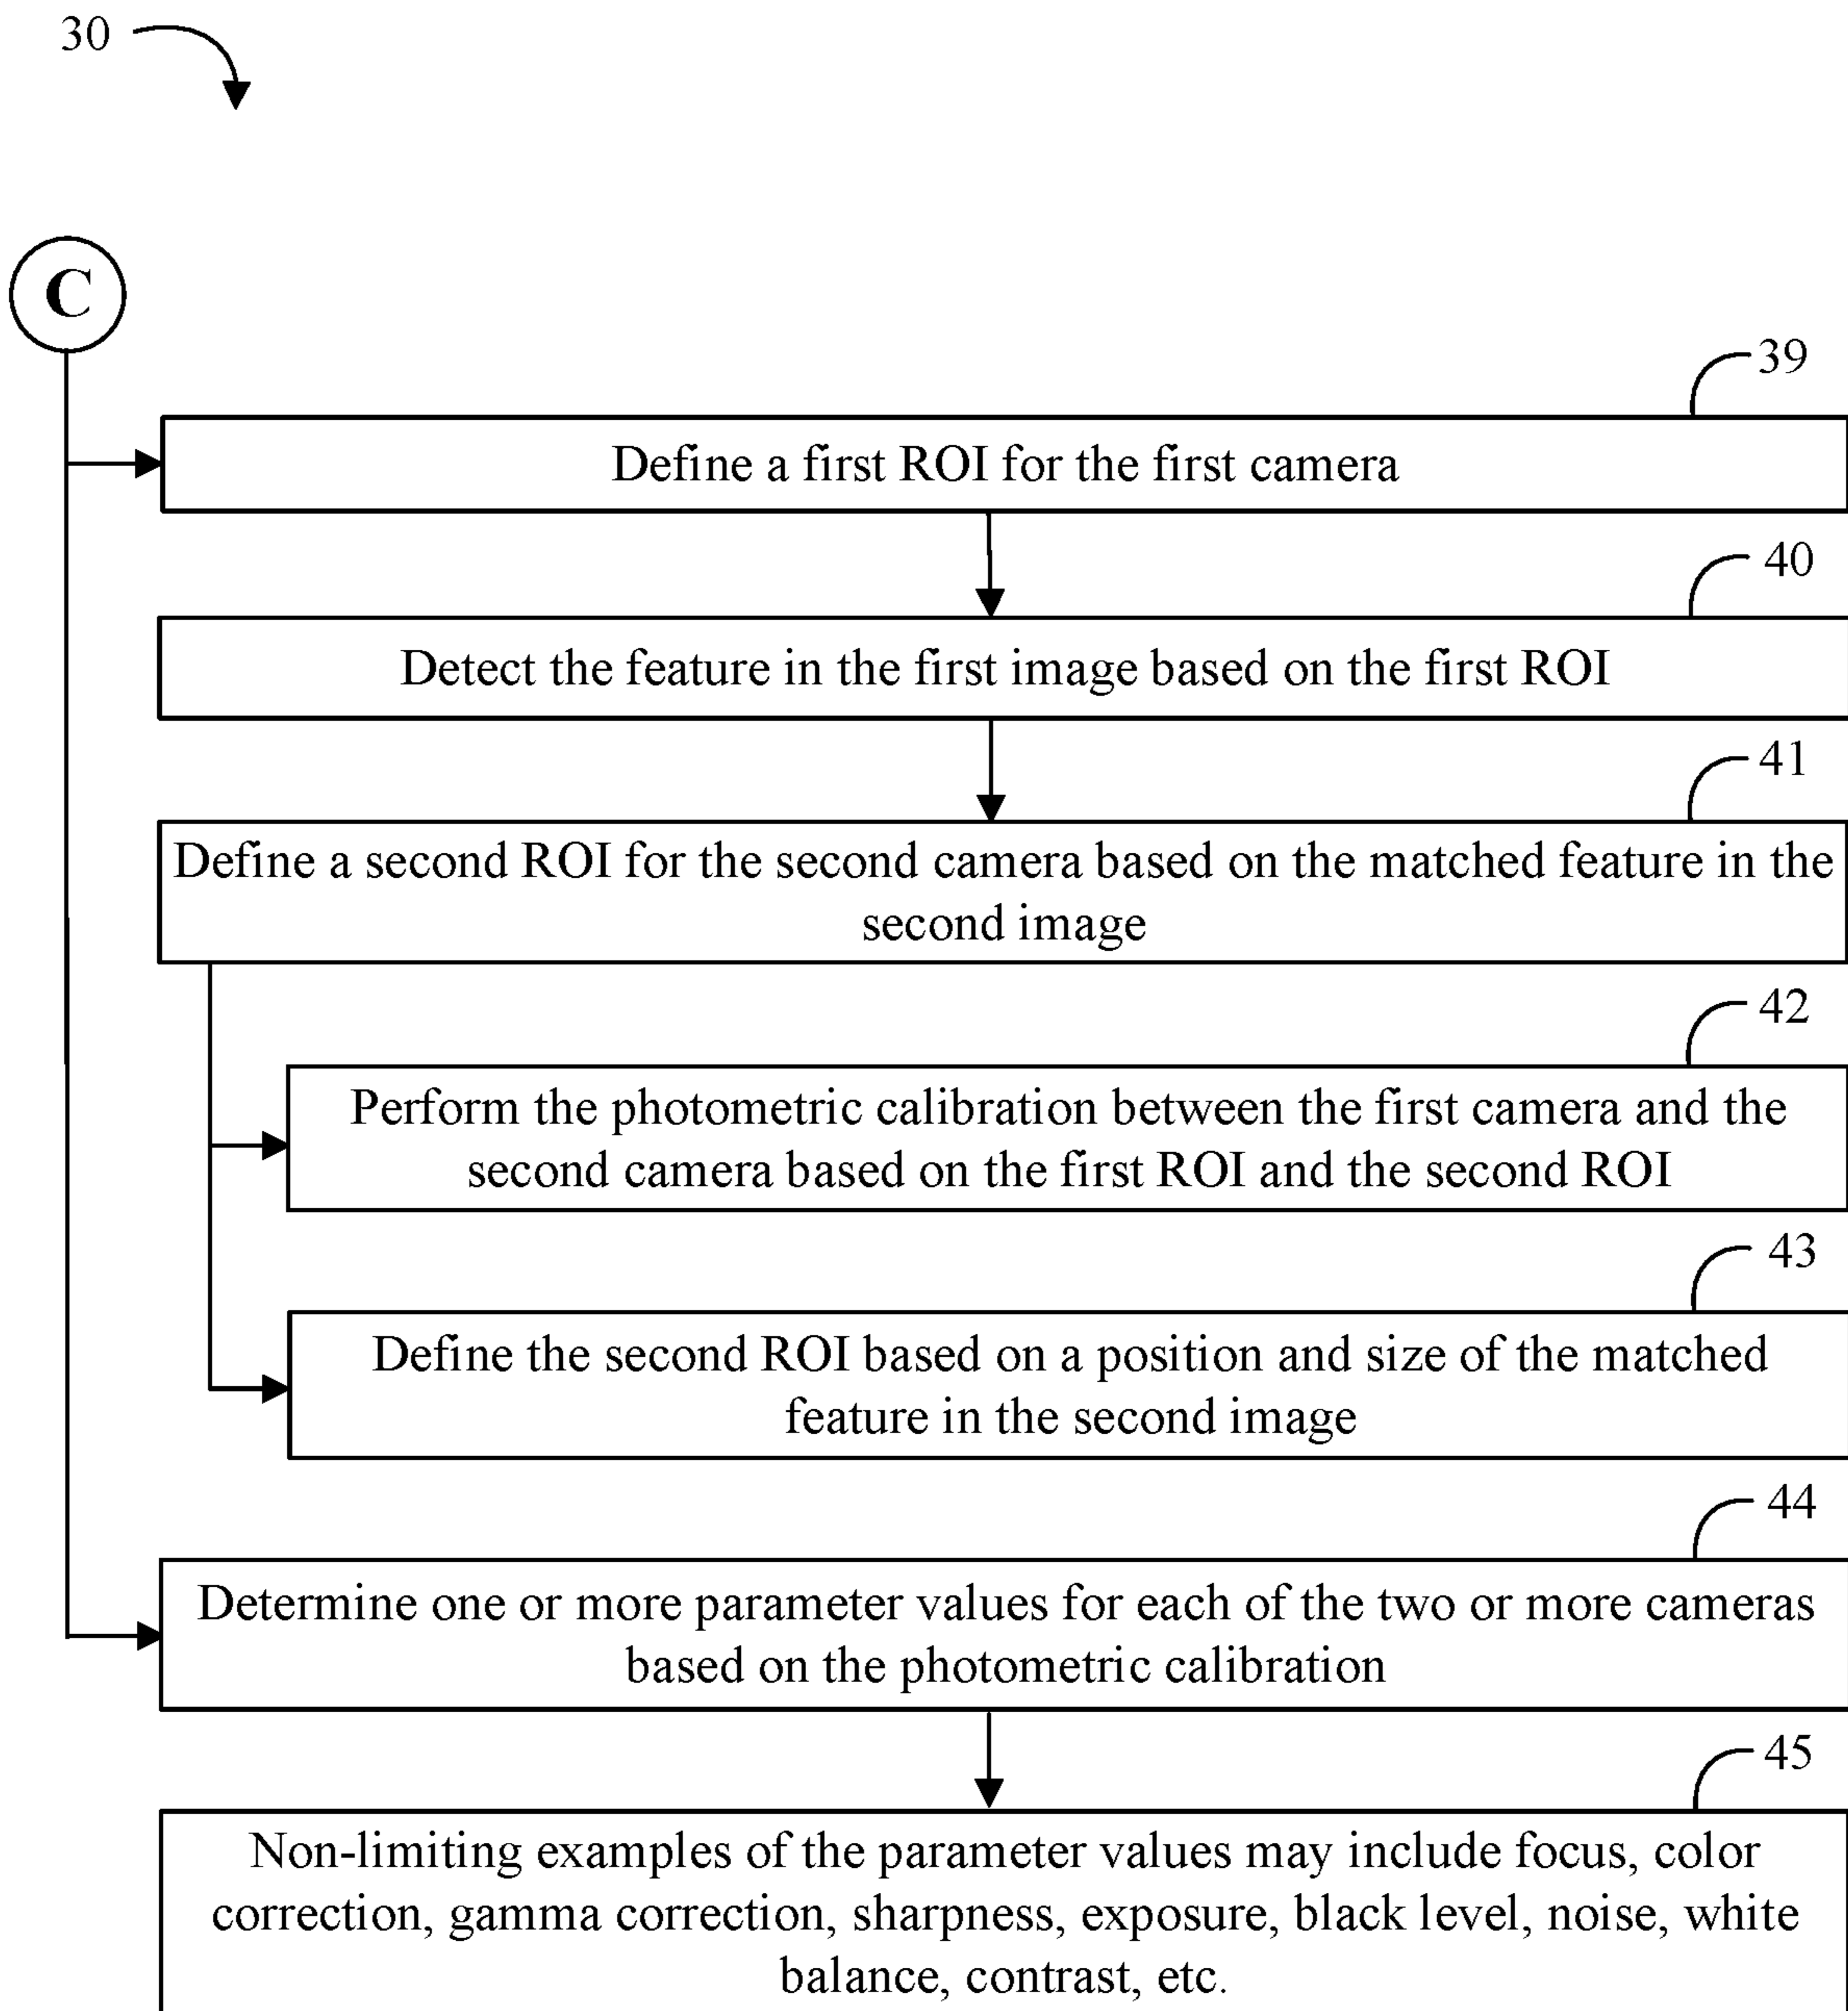 30
C
39
Define a first ROI for the first camera
40
Detect the feature in the first image based on the first ROI
41
Define a second ROI for the second camera based on the matched feature in the
second image
42
Perform the photometric calibration between the first camera and the
second camera based on the first ROI and the second ROI
43
Define the second ROI based on a position and size of the matched
feature in the second image
44
Determine one or more parameter values for each of the two or more cameras
based on the photometric calibration
45
Non-limiting examples of the parameter values may include focus, color
correction, gamma correction, sharpness, exposure, black level, noise, white
balance, contrast, etc.